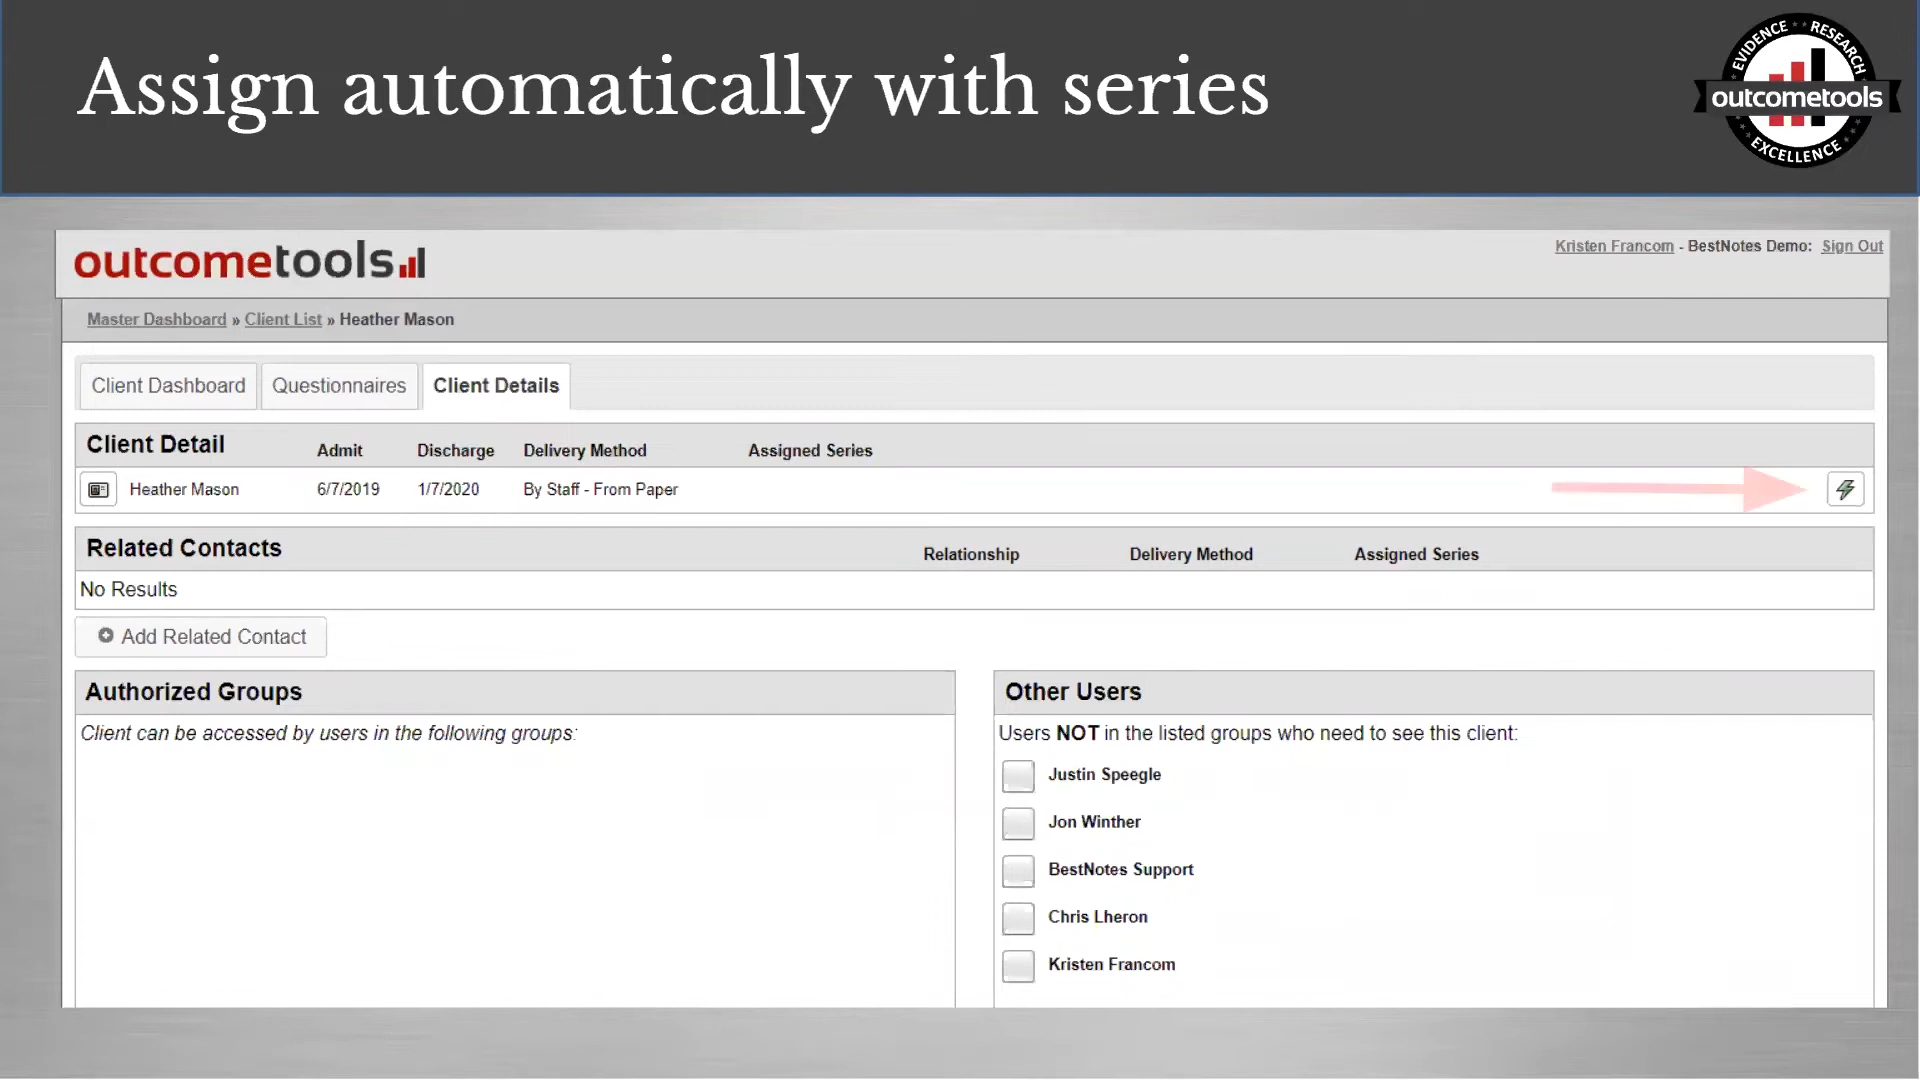 Assign automatically with series
EVIDENCE ★ ★ RESEARCH
outcometools
EXCELLENCE
outcometools
Kristen Francom - BestNotes Demo: Sign Out
Master Dashboard » Client List » Heather Mason
Client Dashboard Questionnaires Client Details
Client Detail Admit Discharge Delivery Method Assigned Series
Heather Mason 6/7/2019 1/7/2020 By Staff - From Paper
Related Contacts Relationship Delivery Method Assigned Series
No Results
Add Related Contact
Authorized Groups
Client can be accessed by users in the following groups:
Other Users
Users NOT in the listed groups who need to see this client:
Justin Speegle
Jon Winther
BestNotes Support
Chris Lheron
Kristen Francom